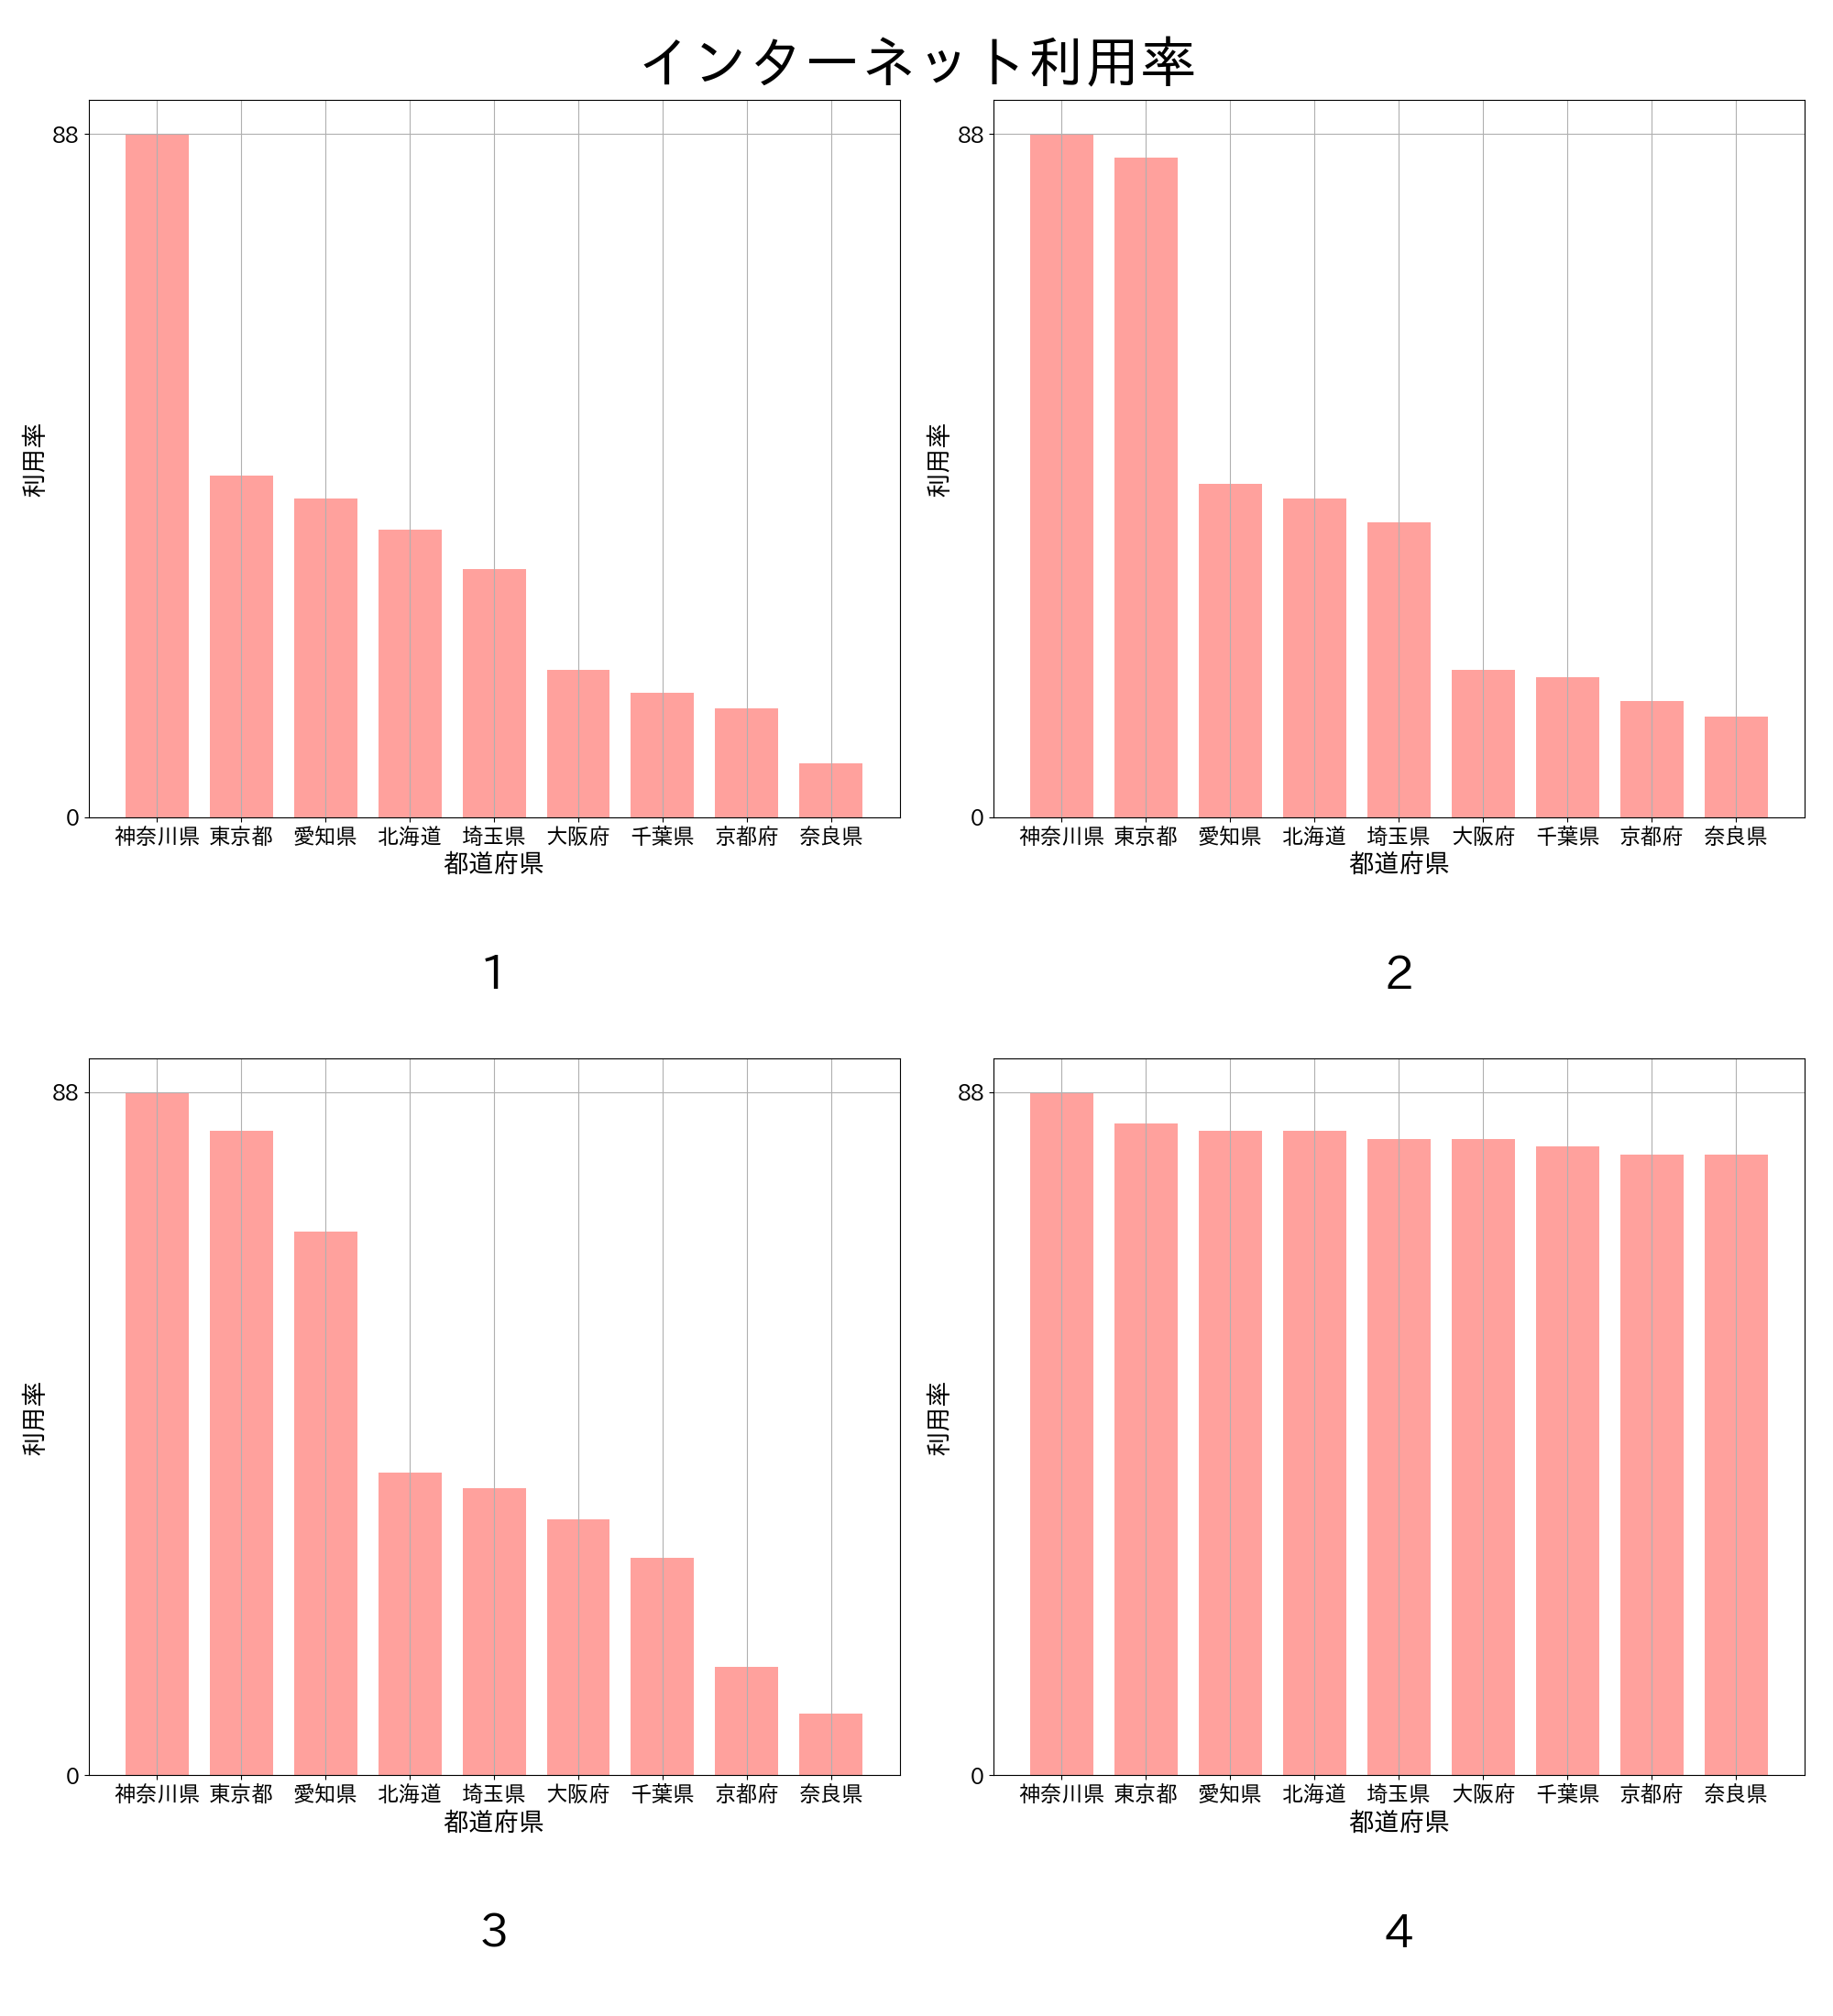 インターネット利用率
88
0
利用率
神奈川県 東京都 愛知県 北海道 埼玉県 大阪府 千葉県 京都府 奈良県
都道府県
1
88
0
利用率
神奈川県 東京都 愛知県 北海道 埼玉県 大阪府 千葉県 京都府 奈良県
都道府県
2
88
0
利用率
神奈川県 東京都 愛知県 北海道 埼玉県 大阪府 千葉県 京都府 奈良県
都道府県
3
88
0
利用率
神奈川県 東京都 愛知県 北海道 埼玉県 大阪府 千葉県 京都府 奈良県
都道府県
4